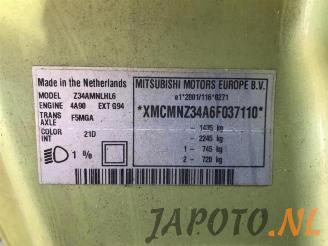 Made in the Netherlands
MODEL Z34AMNLHL6
ENGINE 4A90 EXT G94
TRANS AXLE F5MGA
COLOR INT 21D
1 %
MITSUBISHI MOTORS EUROPE B.V.
e1*2001/116*0271
*XMCMNZ34A6F037110*
1435 kg
2245 kg
1 - 745 kg
2 - 720 kg
JAPOTO.NL